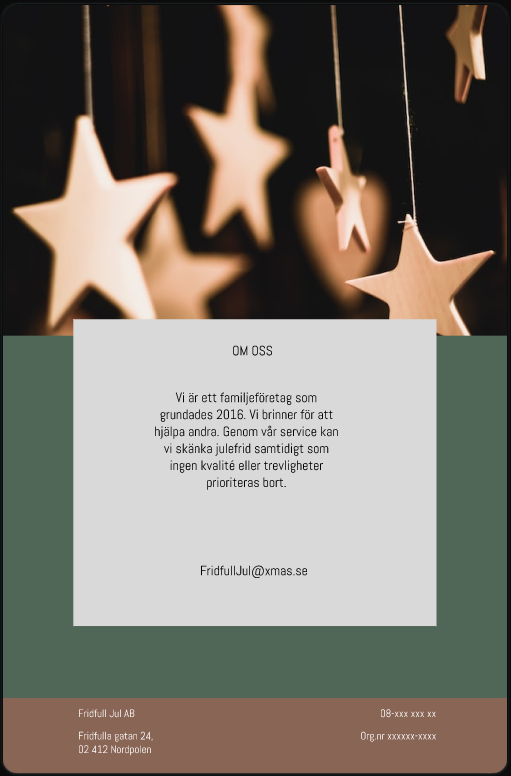 OM OSS
Vi är ett familjeföretag som
grundades 2016. Vi brinner för att
hjälpa andra. Genom vår service kan
vi skänka julefrid samtidigt som
ingen kvalité eller trevligheter
prioriteras bort.
FridfullJul@xmas.se
Fridfull Jul AB
08-xxx xxx xx
Fridfulla gatan 24,
Org.nr xxxxxx-xxxx
02 412 Nordpolen